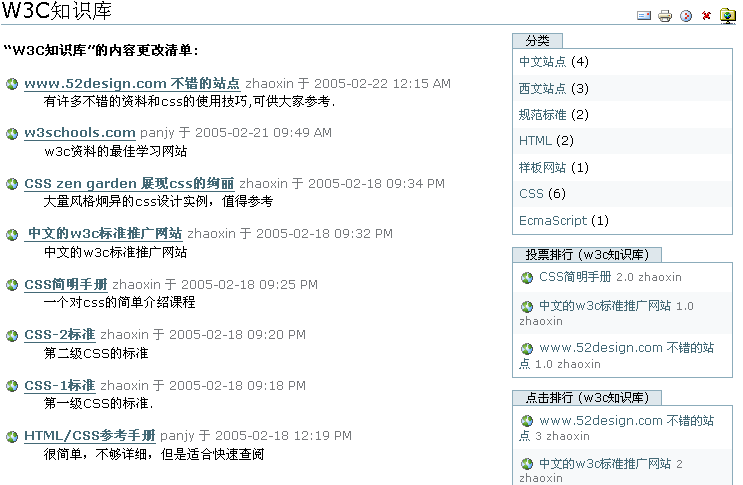 W3C知识库
“W3C知识库”的内容更改清单:
www.52design.com 不错的站点 zhaoxin 于 2005-02-22 12:15 AM
有许多不错的资料和css的使用技巧,可供大家参考.
w3schools.com panjy 于 2005-02-21 09:49 AM
w3c资料的最佳学习网站
CSS zen garden 展现css的绚丽 zhaoxin 于 2005-02-18 09:34 PM
大量风格炯异的css设计实例，值得参考
中文的w3c标准推广网站 zhaoxin 于 2005-02-18 09:32 PM
中文的w3c标准推广网站
CSS简明手册 zhaoxin 于 2005-02-18 09:25 PM
一个对css的简单介绍课程
CSS-2标准 zhaoxin 于 2005-02-18 09:20 PM
第二级CSS的标准
CSS-1标准 zhaoxin 于 2005-02-18 09:18 PM
第一级CSS的标准.
HTML/CSS参考手册 panjy 于 2005-02-18 12:19 PM
很简单，不够详细，但是适合快速查阅
分类
中文站点 (4)
西文站点 (3)
规范标准 (2)
HTML (2)
样板网站 (1)
CSS (6)
EcmaScript (1)
投票排行 (w3c知识库)
CSS简明手册 2.0 zhaoxin
中文的w3c标准推广网站 1.0
zhaoxin
www.52design.com 不错的站
点 1.0 zhaoxin
点击排行 (w3c知识库)
www.52design.com 不错的站
点 3 zhaoxin
中文的w3c标准推广网站 2
zhaoxin